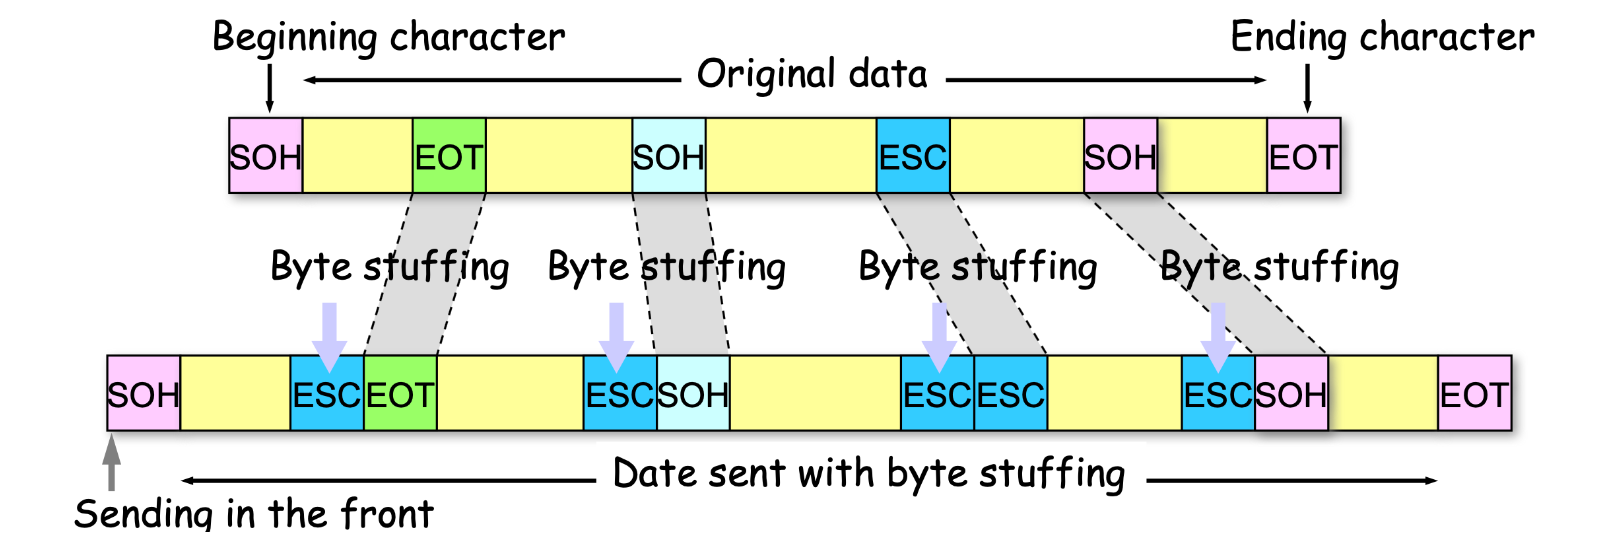 Beginning character
Ending character
Original data
SOH EOT SOH ESC SOH EOT
Byte stuffing Byte stuffing Byte stuffing Byte stuffing
SOH ESC EOT ESC SOH ESC ESC ESC SOH EOT
Date sent with byte stuffing
Sending in the front